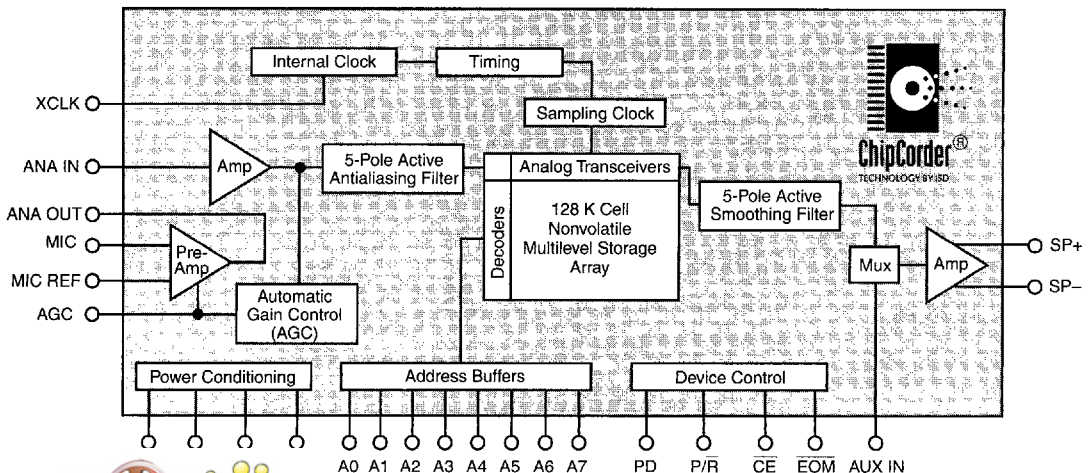 Internal Clock
Timing
XCLK
Sampling Clock
ChipCorder®
TECHNOLOGY BY ISD
ANA IN
Amp
5-Pole Active
Antialiasing Filter
Analog Transceivers
Decoders
128 K Cell
Nonvolatile
Multilevel Storage
Array
5-Pole Active
Smoothing Filter
ANA OUT
MIC
MIC REF
AGC
Pre-
Amp
Automatic
Gain Control
(AGC)
Mux
Amp
SP+
SP–
Power Conditioning
Address Buffers
Device Control
A0 A1 A2 A3 A4 A5 A6 A7 PD P/R̅ C̅E̅ E̅O̅M̅ AUX IN